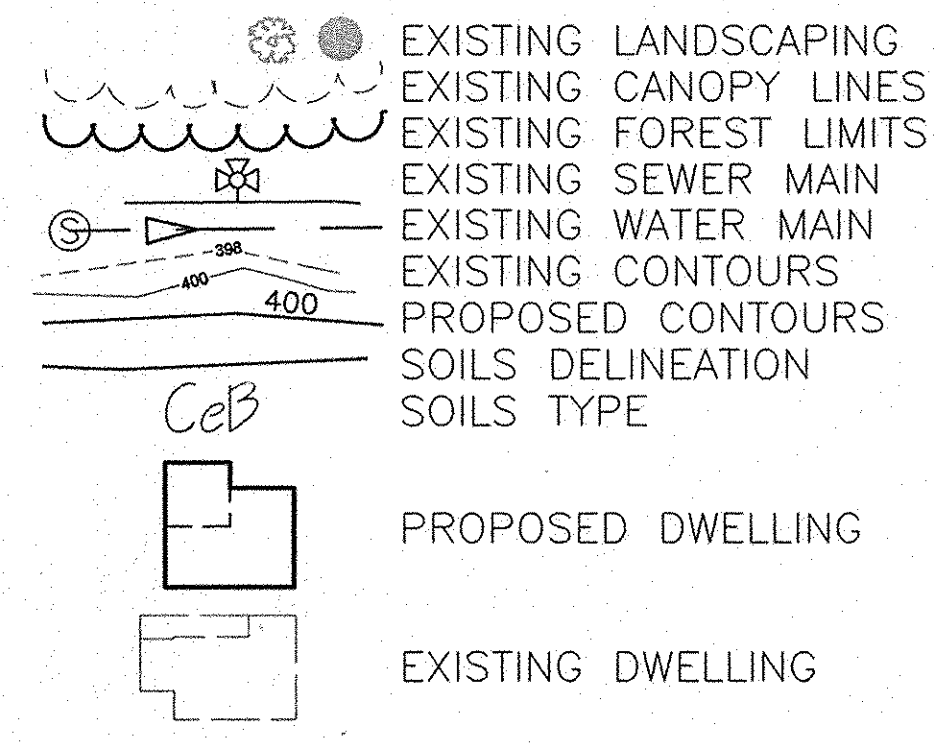 EXISTING LANDSCAPING
EXISTING CANOPY LINES
EXISTING FOREST LIMITS
EXISTING SEWER MAIN
S EXISTING WATER MAIN
398 EXISTING CONTOURS
400
400 PROPOSED CONTOURS
SOILS DELINEATION
CeB SOILS TYPE
PROPOSED DWELLING
EXISTING DWELLING